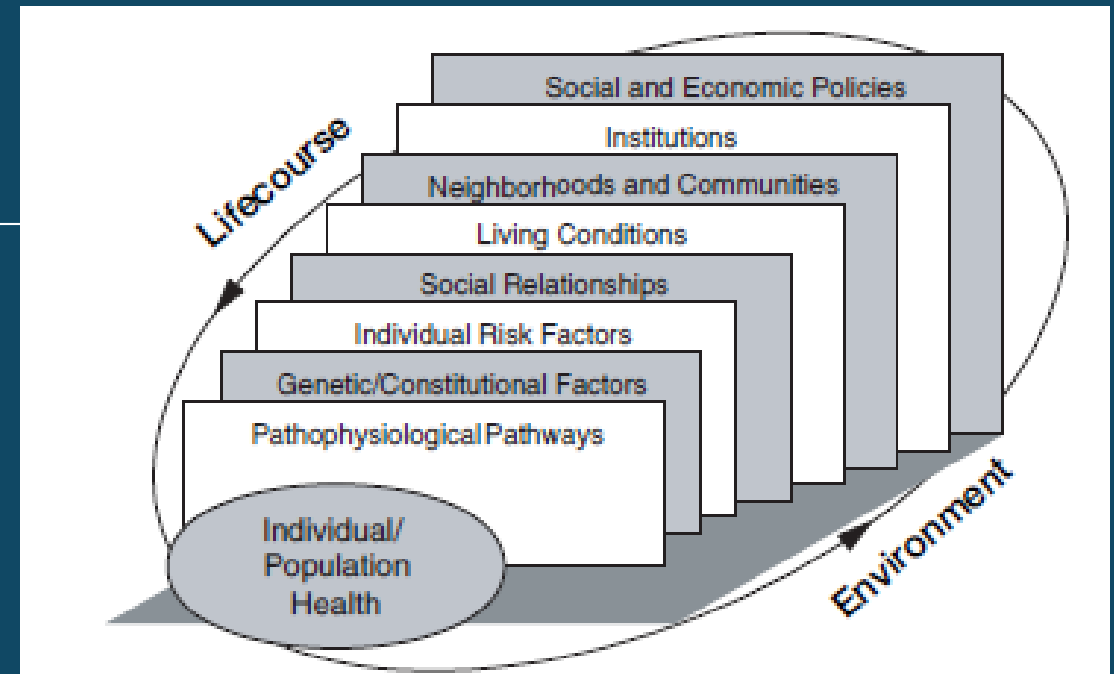 Social and Economic Policies
Institutions
Lifecourse
Neighborhoods and Communities
Living Conditions
Social Relationships
Individual Risk Factors
Genetic/Constitutional Factors
Pathophysiological Pathways
Individual/
Population
Health
Environment